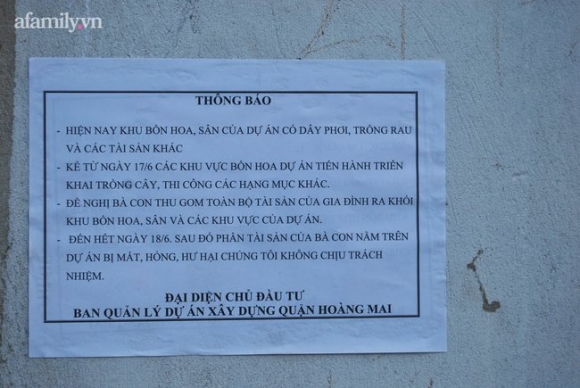 afamily.vn
THÔNG BÁO
- HIỆN NAY KHU BỒN HOA, SÂN CỦA DỰ ÁN CÓ DÂY PHƠI, TRỒNG RAU
VÀ CÁC TÀI SẢN KHÁC
- KỂ TỪ NGÀY 17/6 CÁC KHU VỰC BỒN HOA DỰ ÁN TIẾN HÀNH TRIỂN
KHAI TRỒNG CÂY, THI CÔNG CÁC HẠNG MỤC KHÁC.
- ĐỀ NGHỊ BÀ CON THU GOM TOÀN BỘ TÀI SẢN CỦA GIA ĐÌNH RA KHỎI
KHU BỒN HOA, SÂN VÀ CÁC KHU VỰC CỦA DỰ ÁN.
- ĐẾN HẾT NGÀY 18/6. SAU ĐÓ PHẦN TÀI SẢN CỦA BÀ CON NẰM TRÊN
DỰ ÁN BỊ MẤT, HỎNG, HƯ HẠI CHÚNG TÔI KHÔNG CHỊU TRÁCH
NHIỆM.
ĐẠI DIỆN CHỦ ĐẦU TƯ
BAN QUẢN LÝ DỰ ÁN XÂY DỰNG QUẬN HOÀNG MAI